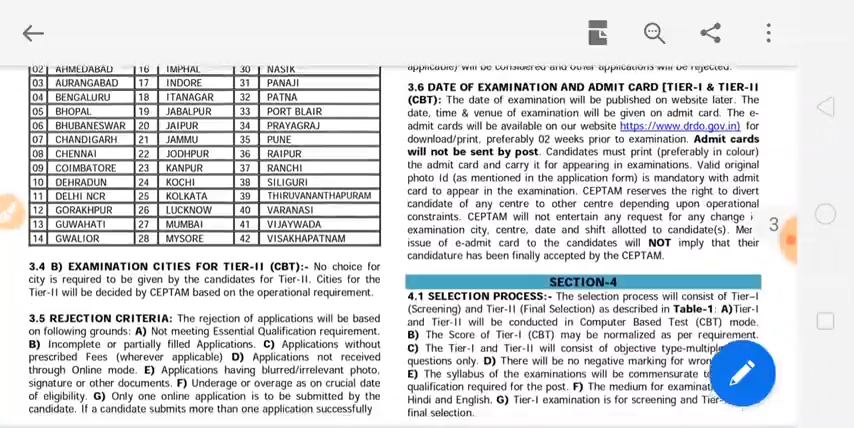 02 AHMEDABAD 16 IMPHAL 30 NASIK
03 AURANGABAD 17 INDORE 31 PANAJI
04 BENGALURU 18 ITANAGAR 32 PATNA
05 BHOPAL 19 JABALPUR 33 PORT BLAIR
06 BHUBANESWAR 20 JAIPUR 34 PRAYAGRAJ
07 CHANDIGARH 21 JAMMU 35 PUNE
08 CHENNAI 22 JODHPUR 36 RAIPUR
09 COIMBATORE 23 KANPUR 37 RANCHI
10 DEHRADUN 24 KOCHI 38 SILIGURI
11 DELHI NCR 25 KOLKATA 39 THIRUVANANTHAPURAM
12 GORAKHPUR 26 LUCKNOW 40 VARANASI
13 GUWAHATI 27 MUMBAI 41 VIJAYWADA
14 GWALIOR 28 MYSORE 42 VISAKHAPATNAM
3.4 B) EXAMINATION CITIES FOR TIER-II (CBT):- No choice for
city is required to be given by the candidates for Tier-II. Cities for the
Tier-II will be decided by CEPTAM based on the operational requirement.
3.5 REJECTION CRITERIA: The rejection of applications will be based
on following grounds: A) Not meeting Essential Qualification requirement.
B) Incomplete or partially filled Applications. C) Applications without
prescribed Fees (wherever applicable) D) Applications not received
through Online mode. E) Applications having blurred/irrelevant photo,
signature or other documents. F) Underage or overage as on crucial date
of eligibility. G) Only one online application is to be submitted by the
candidate. If a candidate submits more than one application successfully
applicable) will be considered and other applications will be rejected.
3.6 DATE OF EXAMINATION AND ADMIT CARD [TIER-I & TIER-II
(CBT): The date of examination will be published on website later. The
date, time & venue of examination will be given on admit card. The e-
admit cards will be available on our website https://www.drdo.gov.in) for
download/print, preferably 02 weeks prior to examination. Admit cards
will not be sent by post. Candidates must print (preferably in colour)
the admit card and carry it for appearing in examinations. Valid original
photo Id (as mentioned in the application form) is mandatory with admit
card to appear in the examination. CEPTAM reserves the right to divert
candidate of any centre to other centre depending upon operational
constraints. CEPTAM will not entertain any request for any change i
examination city, centre, date and shift allotted to candidate(s). Mer
issue of e-admit card to the candidates will NOT imply that their
candidature has been finally accepted by the CEPTAM.
3
SECTION-4
4.1 SELECTION PROCESS:- The selection process will consist of Tier-I
(Screening) and Tier-II (Final Selection) as described in Table-1: A)Tier-I
and Tier-II will be conducted in Computer Based Test (CBT) mode.
B) The Score of Tier-I (CBT) may be normalized as per requirement.
C) The Tier-I and Tier-II will consist of objective type-multiple
questions only. D) There will be no negative marking for wron
E) The syllabus of the examinations will be commensurate t
qualification required for the post. F) The medium for examinat
Hindi and English. G) Tier-I examination is for screening and Tier-
final selection.